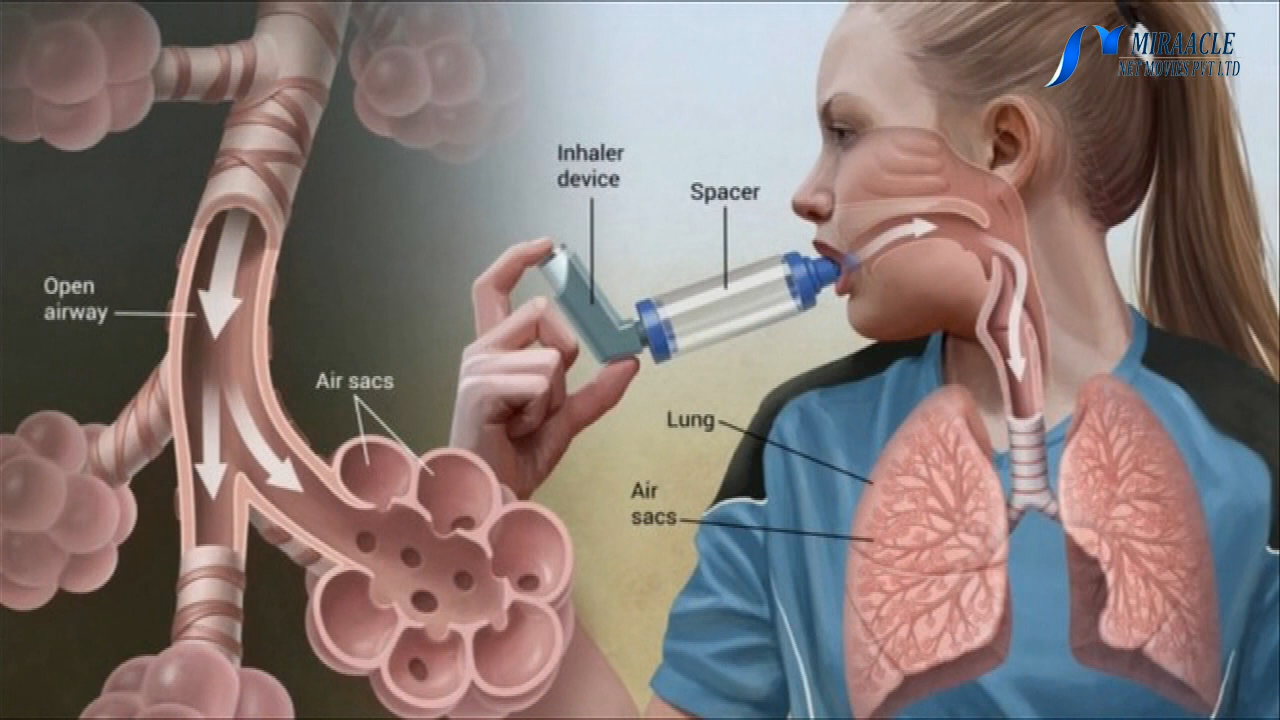 MIRAACLE
NET MOVIES PVT LTD
Inhaler
device
Spacer
Open
airway
Air sacs
Lung
Air
sacs